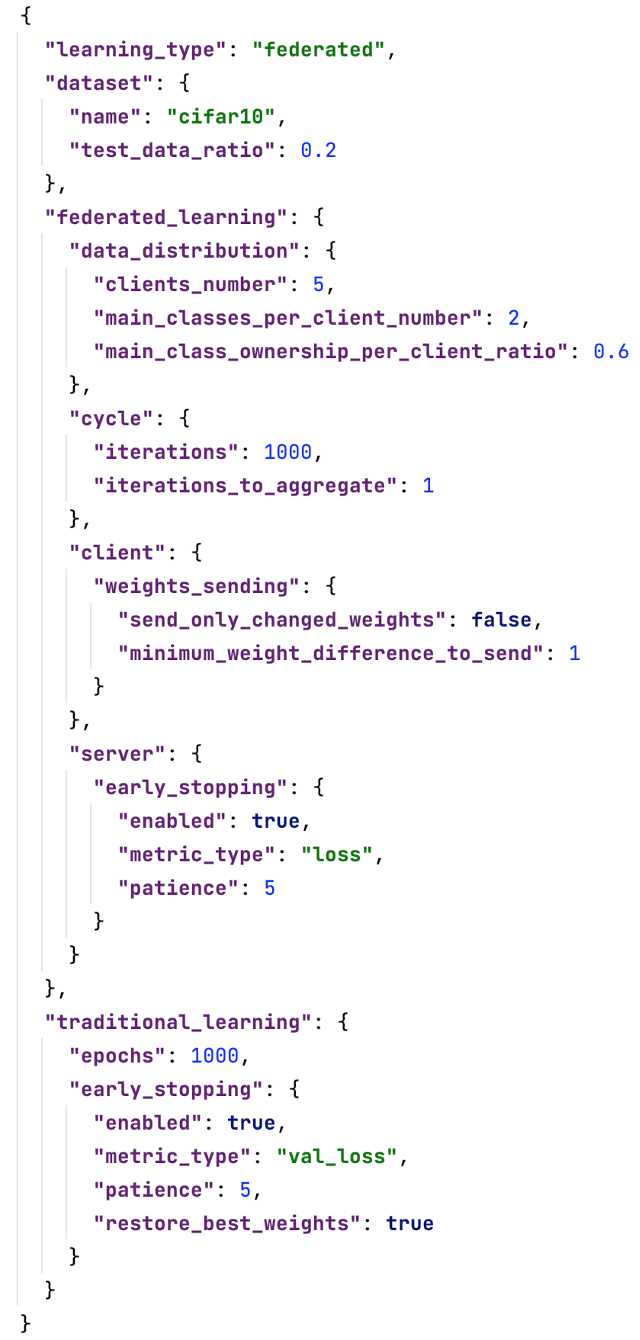 {
  "learning_type": "federated",
  "dataset": {
    "name": "cifar10",
    "test_data_ratio": 0.2
  },
  "federated_learning": {
    "data_distribution": {
      "clients_number": 5,
      "main_classes_per_client_number": 2,
      "main_class_ownership_per_client_ratio": 0.6
    },
    "cycle": {
      "iterations": 1000,
      "iterations_to_aggregate": 1
    },
    "client": {
      "weights_sending": {
        "send_only_changed_weights": false,
        "minimum_weight_difference_to_send": 1
      }
    },
    "server": {
      "early_stopping": {
        "enabled": true,
        "metric_type": "loss",
        "patience": 5
      }
    }
  },
  "traditional_learning": {
    "epochs": 1000,
    "early_stopping": {
      "enabled": true,
      "metric_type": "val_loss",
      "patience": 5,
      "restore_best_weights": true
    }
  }
}